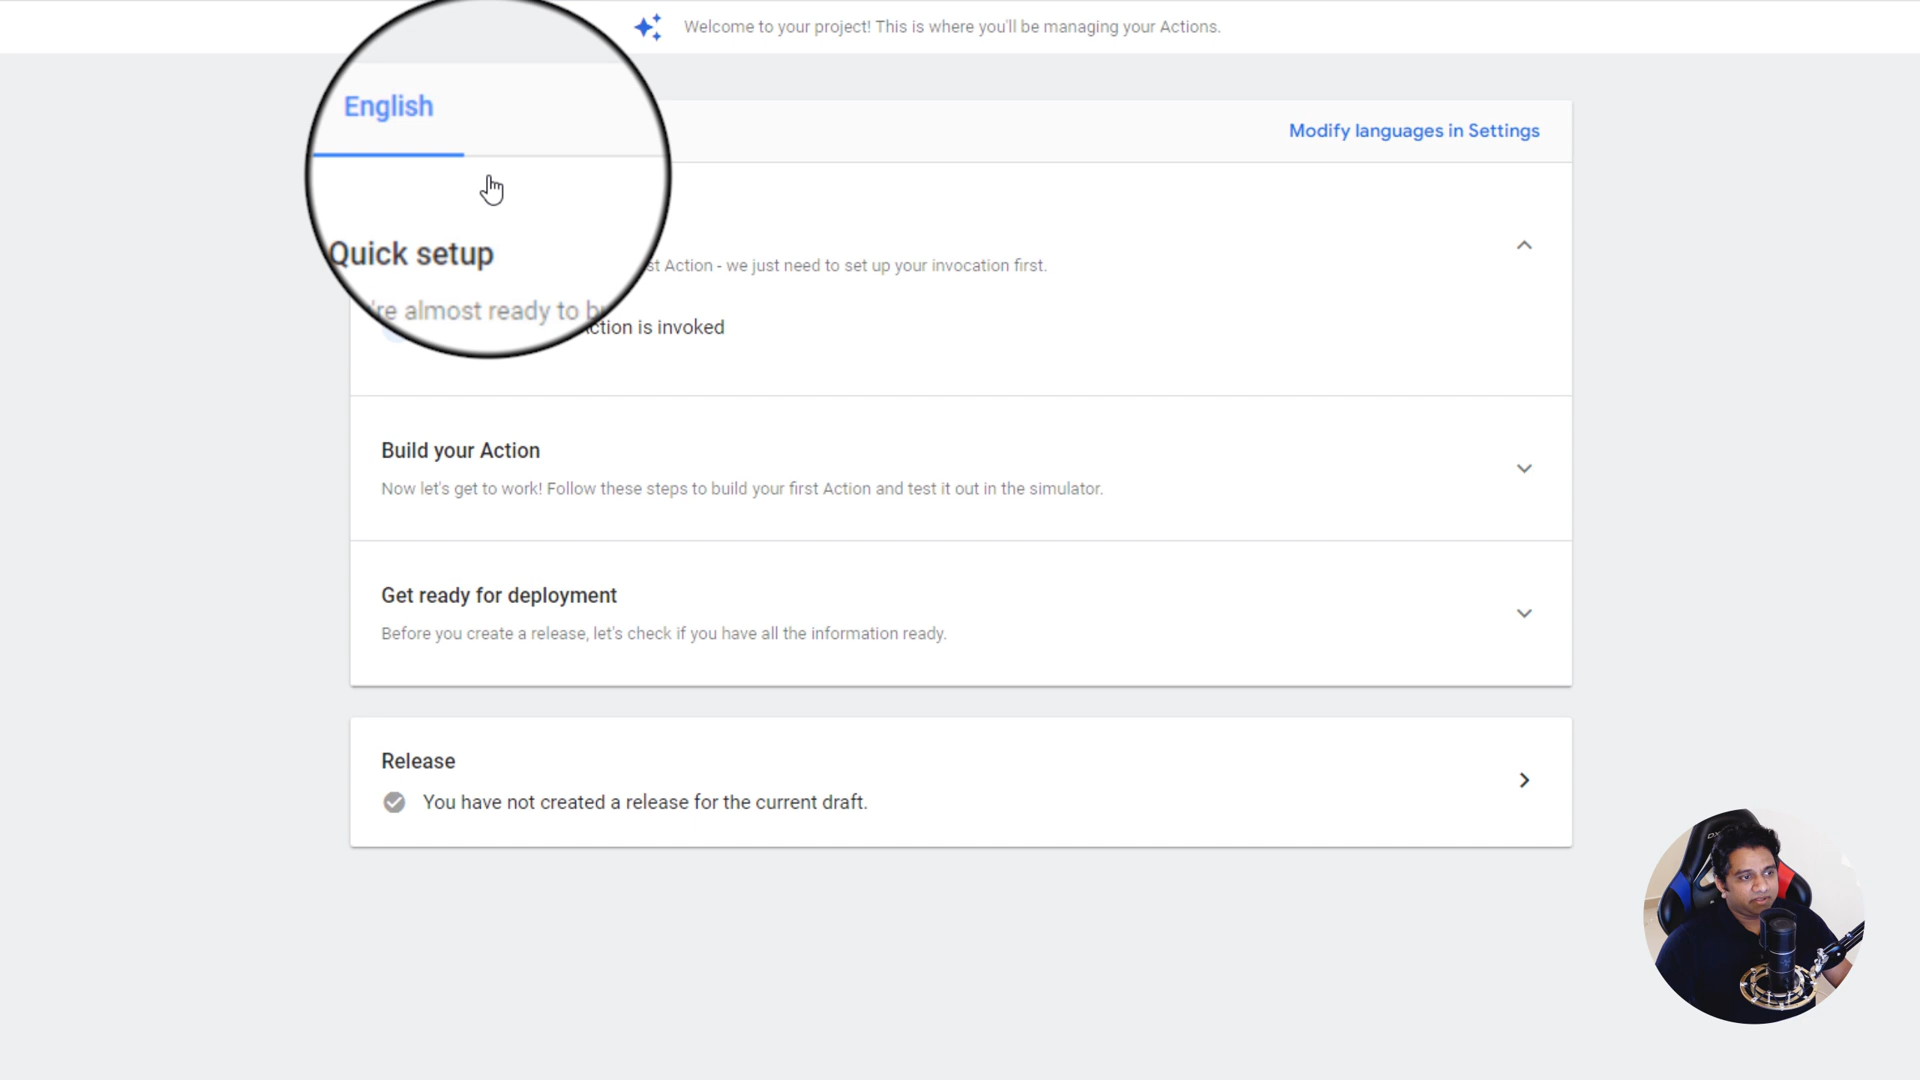 Welcome to your project! This is where you'll be managing your Actions.
English
Modify languages in Settings
Quick setup
're almost ready to b
st Action - we just need to set up your invocation first.
ction is invoked
Build your Action
Now let's get to work! Follow these steps to build your first Action and test it out in the simulator.
Get ready for deployment
Before you create a release, let's check if you have all the information ready.
Release
You have not created a release for the current draft.